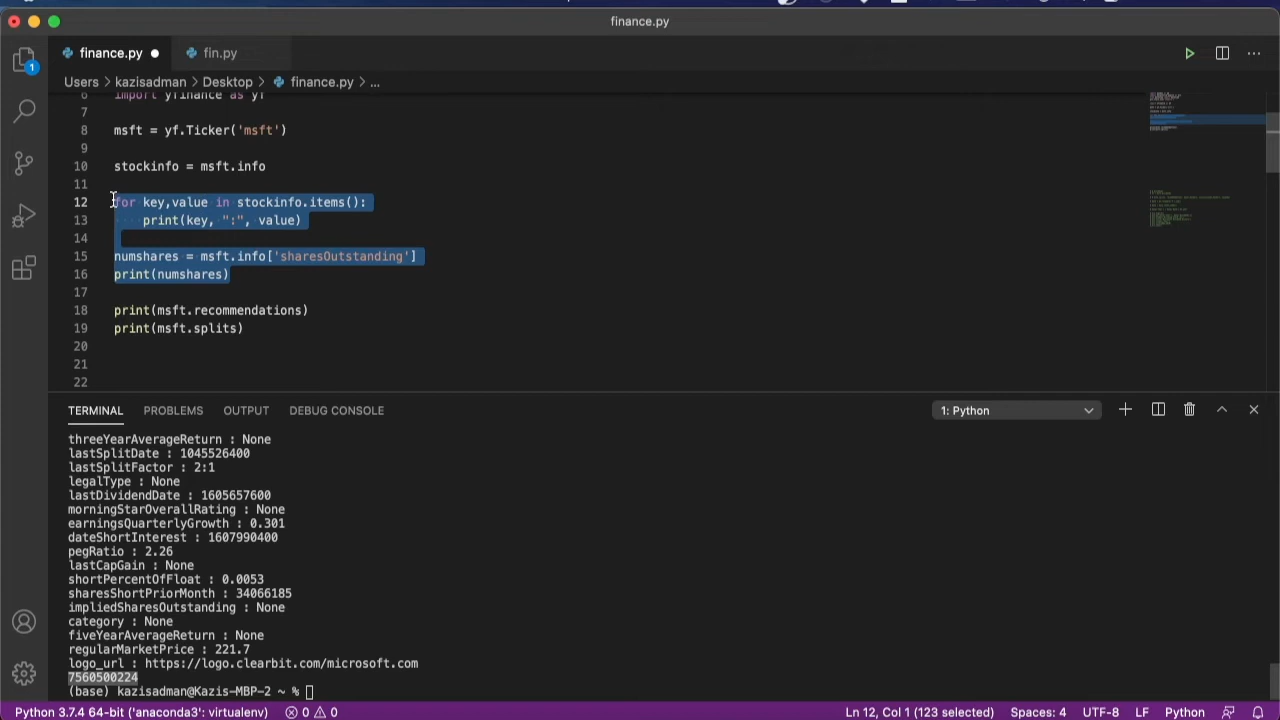 finance.py
finance.py
fin.py
Users > kazisadman > Desktop > finance.py > ...
1
6 import yfinance as yf
7
8 msft = yf.Ticker('msft')
9
10 stockinfo = msft.info
11
12 for key,value in stockinfo.items():
13 print(key, ":", value)
14
15 numshares = msft.info['sharesOutstanding']
16 print(numshares)
17
18 print(msft.recommendations)
19 print(msft.splits)
20
21
22
TERMINAL PROBLEMS OUTPUT DEBUG CONSOLE 1: Python
threeYearAverageReturn : None
lastSplitDate : 1045526400
lastSplitFactor : 2:1
legalType : None
lastDividendDate : 1605657600
morningStarOverallRating : None
earningsQuarterlyGrowth : 0.301
dateShortInterest : 1607990400
pegRatio : 2.26
lastCapGain : None
shortPercentOfFloat : 0.0053
sharesShortPriorMonth : 34066185
impliedSharesOutstanding : None
category : None
fiveYearAverageReturn : None
regularMarketPrice : 221.7
logo_url : https://logo.clearbit.com/microsoft.com
7560500224
(base) kazisadman@Kazis-MBP-2 ~ %
Python 3.7.4 64-bit ('anaconda3': virtualenv) 0 0 Ln 12, Col 1 (123 selected) Spaces: 4 UTF-8 LF Python